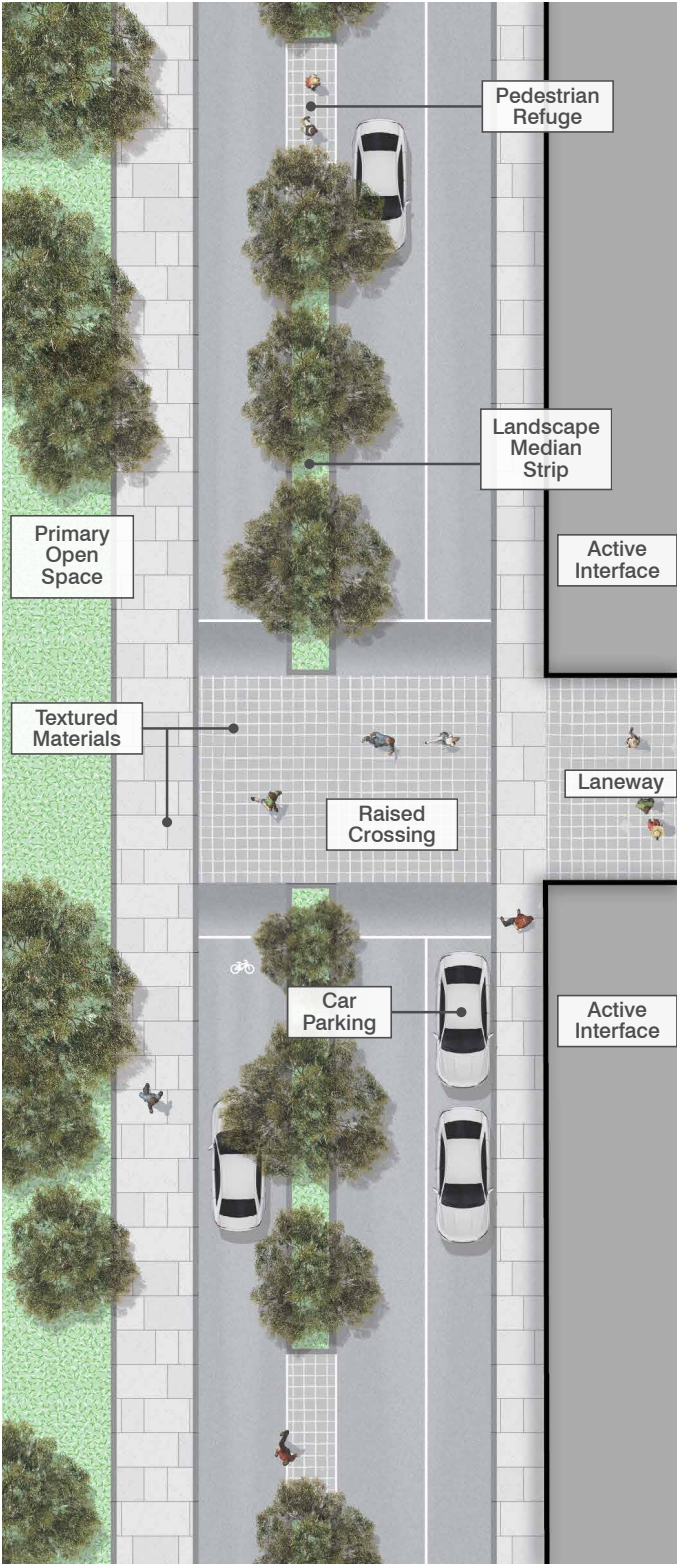 Pedestrian
Refuge
Landscape
Median
Strip
Primary
Open
Space
Active
Interface
Textured
Materials
Laneway
Raised
Crossing
Car
Parking
Active
Interface